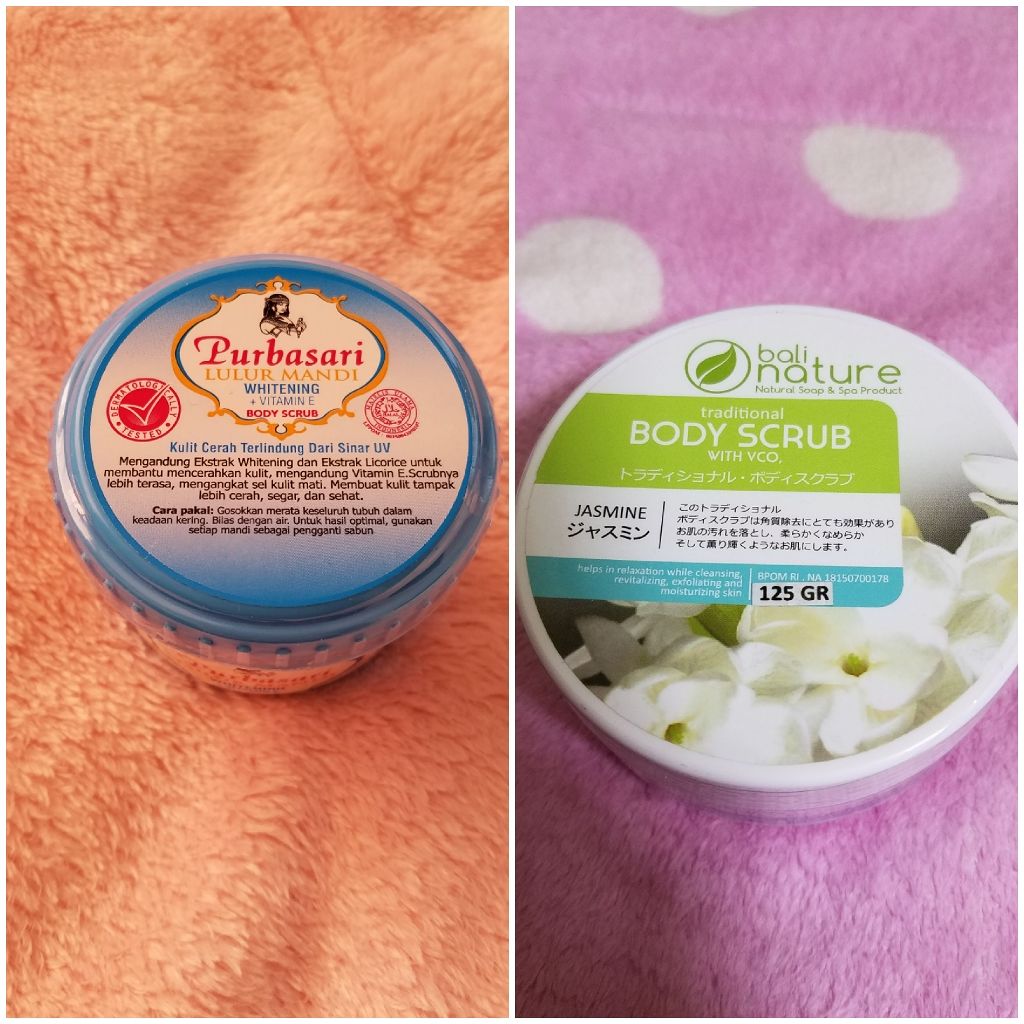 Purbasari
LULUR MANDI
WHITENING
+ VITAMIN E
BODY SCRUB
DERMATOLOGICALLY
TESTED
HALAL
Kulit Cerah Terlindung Dari Sinar UV
Mengandung Ekstrak Whitening dan Ekstrak Licorice untuk
membantu mencerahkan kulit, mengandung Vitamin E.Scrubnya
lebih terasa, mengangkat sel kulit mati. Membuat kulit tampak
lebih cerah, segar, dan sehat.
Cara pakai: Gosokkan merata keseluruh tubuh dalam
keadaan kering. Bilas dengan air. Untuk hasil optimal, gunakan
setiap mandi sebagai pengganti sabun
bali
nature
Natural Soap & Spa Product
traditional
BODY SCRUB
WITH VCO,
トラディショナル・ボディスクラブ
JASMINE
ジャスミン
このトラディショナル
ボディスクラブは角質除去にとても効果があり
お肌の汚れを落とし、柔らかくなめらか
そして薫り輝くようなお肌にします。
helps in relaxation while cleansing,
revitalizing, exfoliating and
moisturizing skin
BPOM RI . NA 18150700178
125 GR